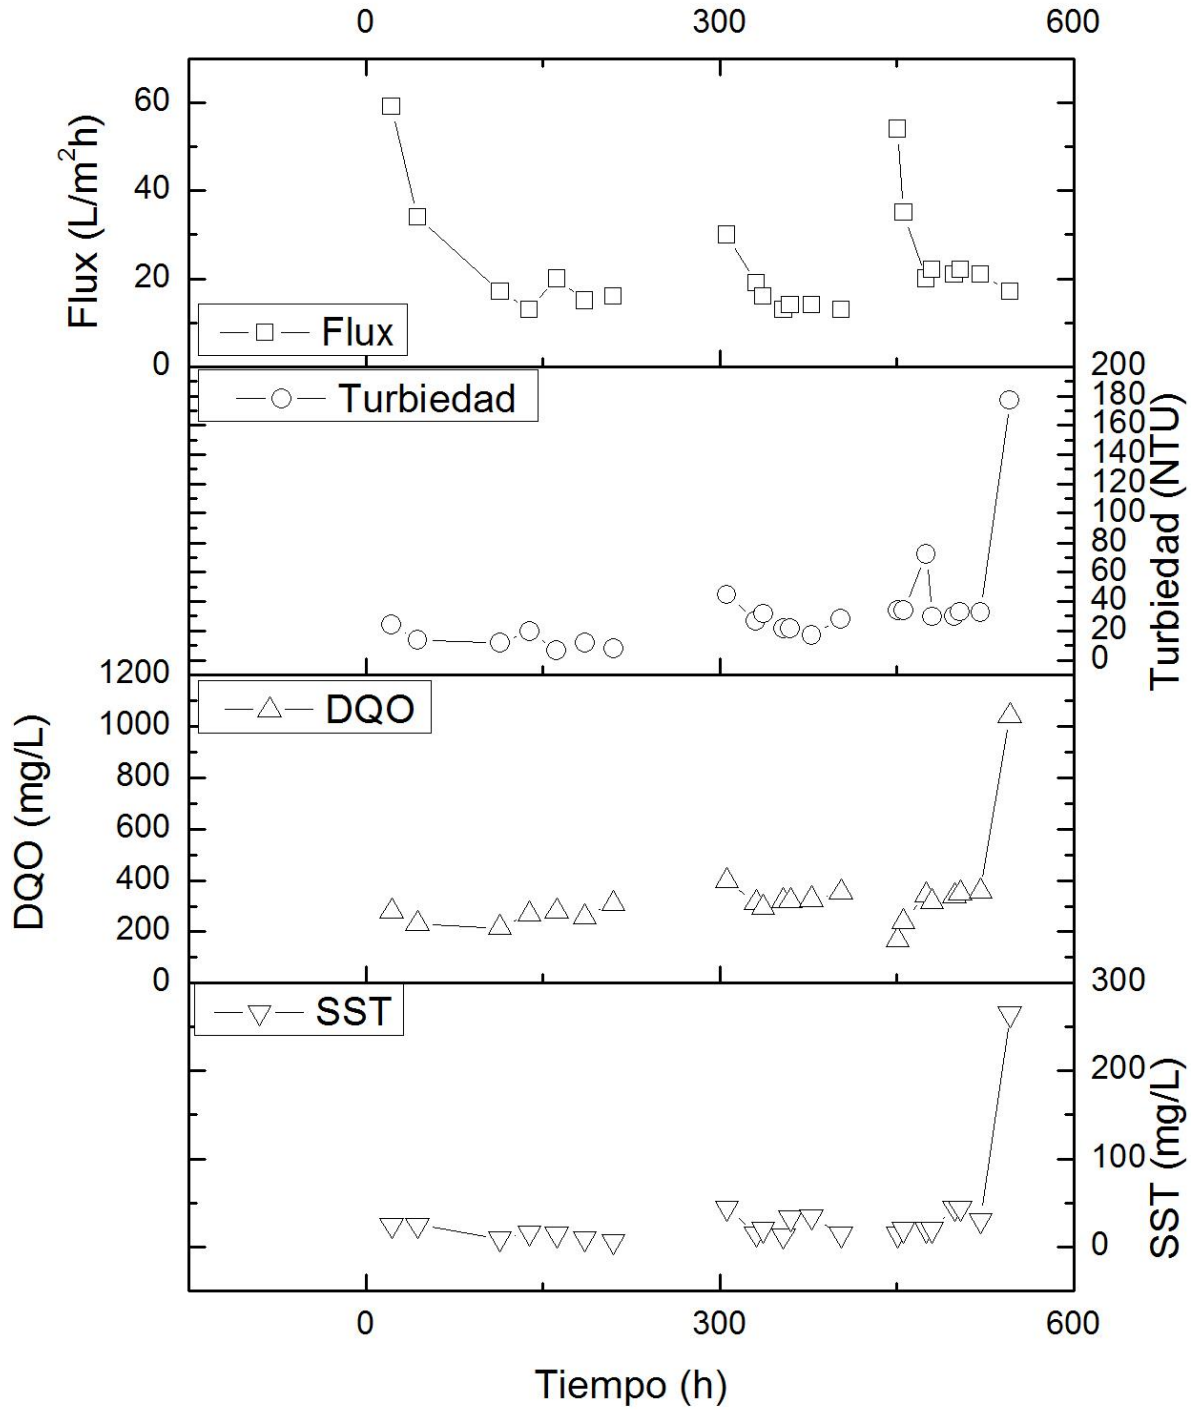 0 300 600
Flux (L/m²h)
60
40
20
0
Flux
Turbiedad (NTU)
200
180
160
140
120
100
80
60
40
20
0
Turbiedad
DQO (mg/L)
1200
1000
800
600
400
200
0
DQO
SST (mg/L)
300
200
100
0
SST
0 300 600
Tiempo (h)